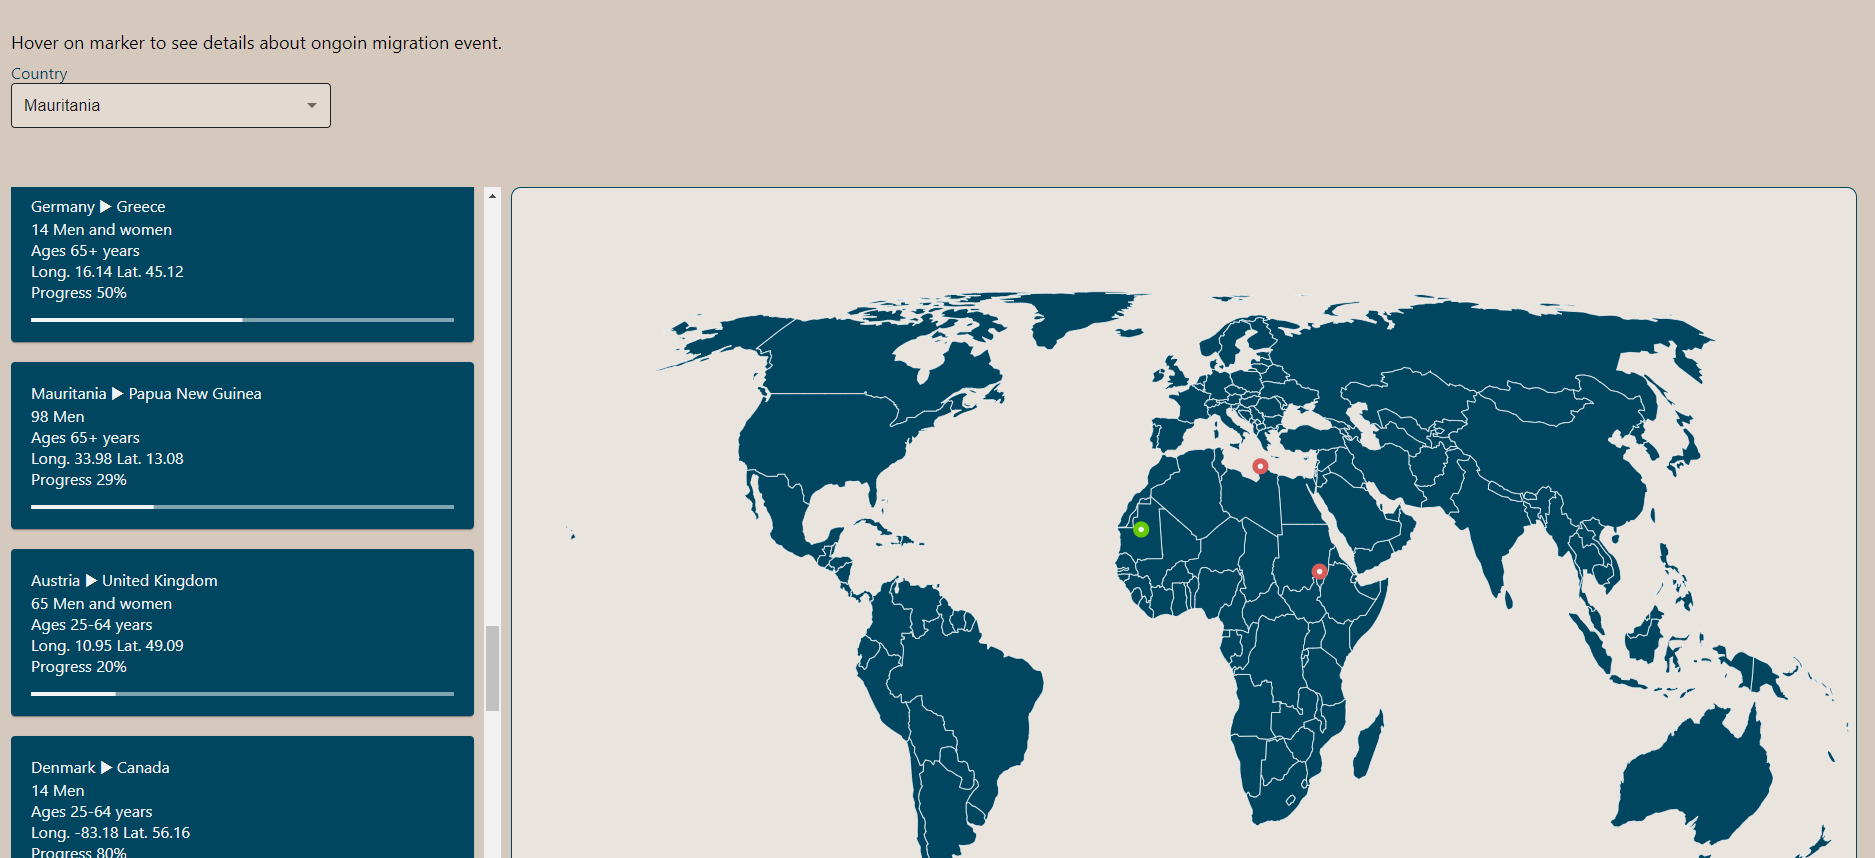 Hover on marker to see details about ongoin migration event.
Country
Mauritania
Germany ▶ Greece
14 Men and women
Ages 65+ years
Long. 16.14 Lat. 45.12
Progress 50%
Mauritania ▶ Papua New Guinea
98 Men
Ages 65+ years
Long. 33.98 Lat. 13.08
Progress 29%
Austria ▶ United Kingdom
65 Men and women
Ages 25-64 years
Long. 10.95 Lat. 49.09
Progress 20%
Denmark ▶ Canada
14 Men
Ages 25-64 years
Long. -83.18 Lat. 56.16
Progress 80%